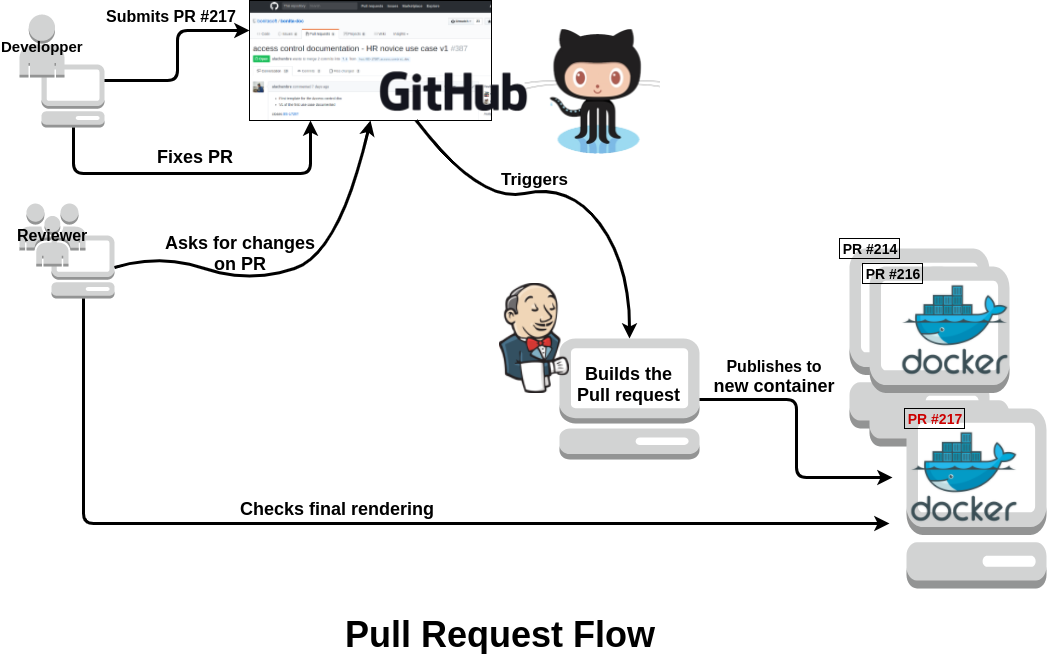 Submits PR #217
Developper
access control documentation - HR novice use case v1 #387
GitHub
Fixes PR
Triggers
Reviewer
Asks for changes
on PR
PR #214
PR #216
docker
Builds the
Pull request
Publishes to
new container
PR #217
docker
Checks final rendering
Pull Request Flow